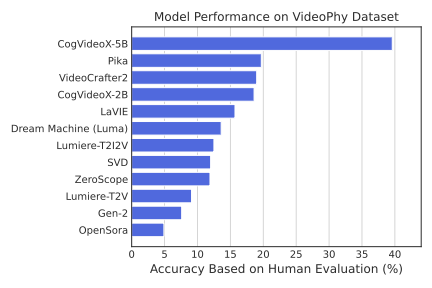 Model Performance on VideoPhy Dataset
CogVideoX-5B
Pika
VideoCrafter2
CogVideoX-2B
LaVIE
Dream Machine (Luma)
Lumiere-T2I2V
SVD
ZeroScope
Lumiere-T2V
Gen-2
OpenSora
0 5 10 15 20 25 30 35 40
Accuracy Based on Human Evaluation (%)